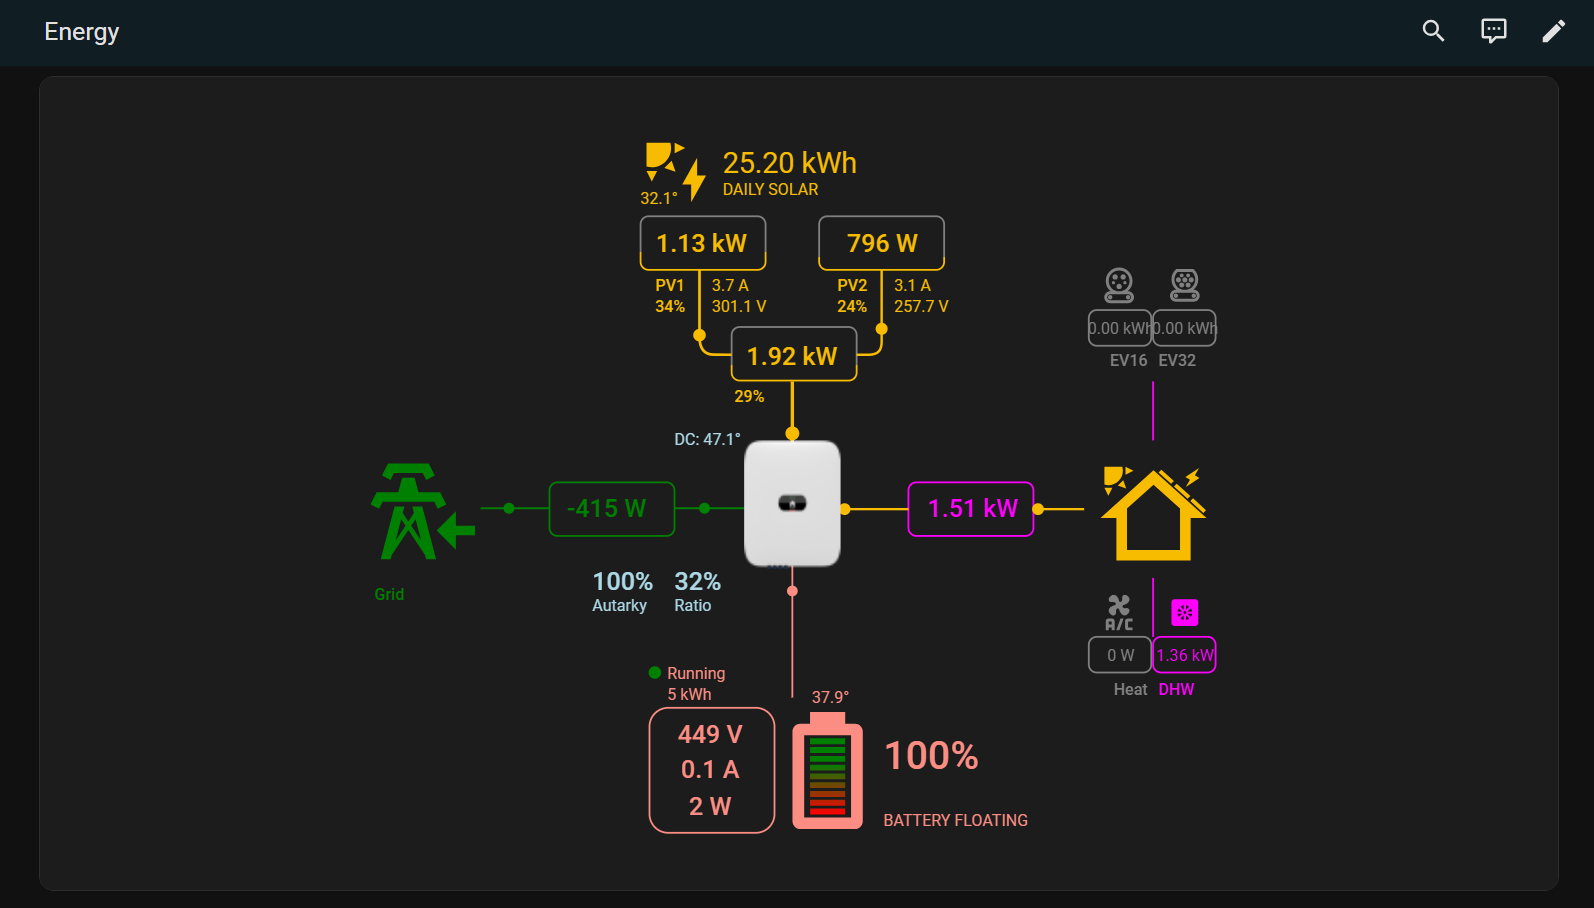 Energy
25.20 kWh
DAILY SOLAR
32.1°
1.13 kW
796 W
PV1 3.7 A
34% 301.1 V
PV2 3.1 A
24% 257.7 V
1.92 kW
29%
0.00 kWh 0.00 kWh
EV16 EV32
DC: 47.1°
-415 W
1.51 kW
Grid
100% 32%
Autarky Ratio
A/C
0 W 1.36 kW
Heat DHW
Running
5 kWh
37.9°
449 V
0.1 A
2 W
100%
BATTERY FLOATING